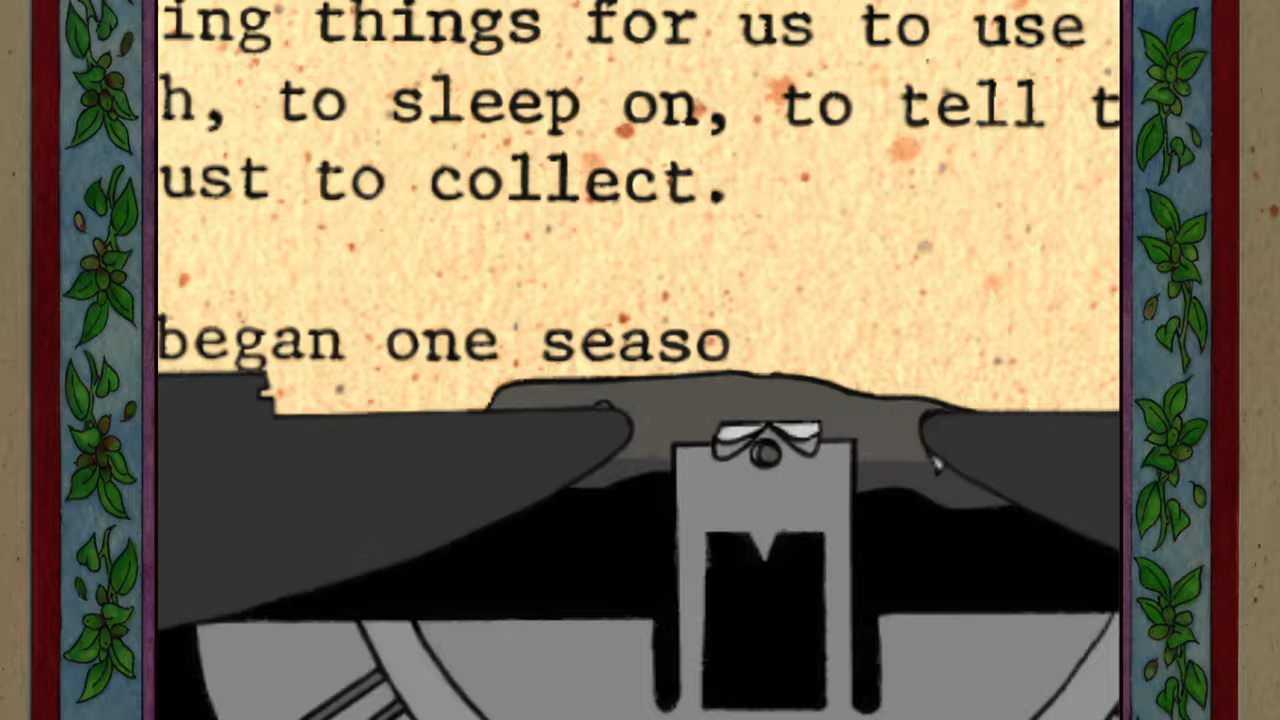 ing things for us to use
h, to sleep on, to tell t
ust to collect.
began one seaso